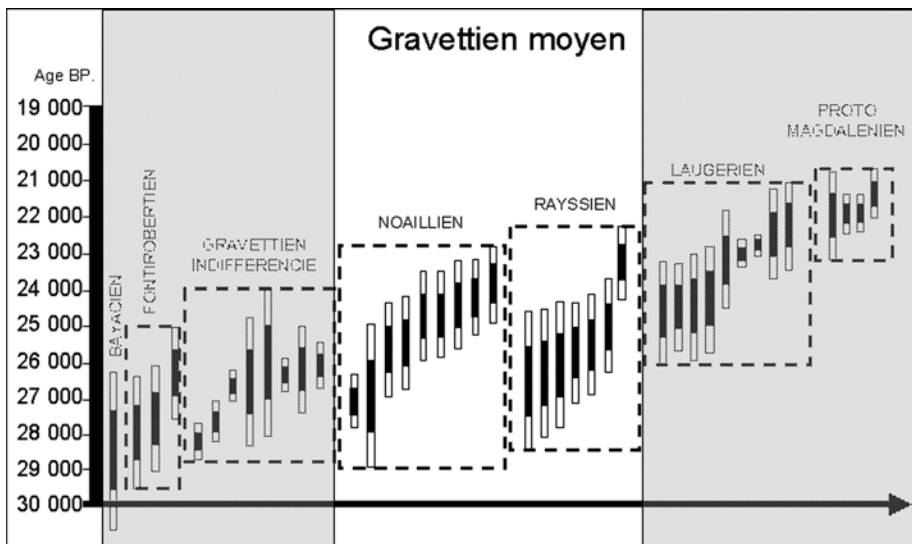 Gravettien moyen
Age BP.
19 000
20 000
21 000
22 000
23 000
24 000
25 000
26 000
27 000
28 000
29 000
30 000
BAYACIEN
FONTIROBERTIEN
GRAVETTIEN
INDIFFERENCIE
NOAILLIEN
RAYSSIEN
LAUGERIEN
PROTO
MAGDALENIEN